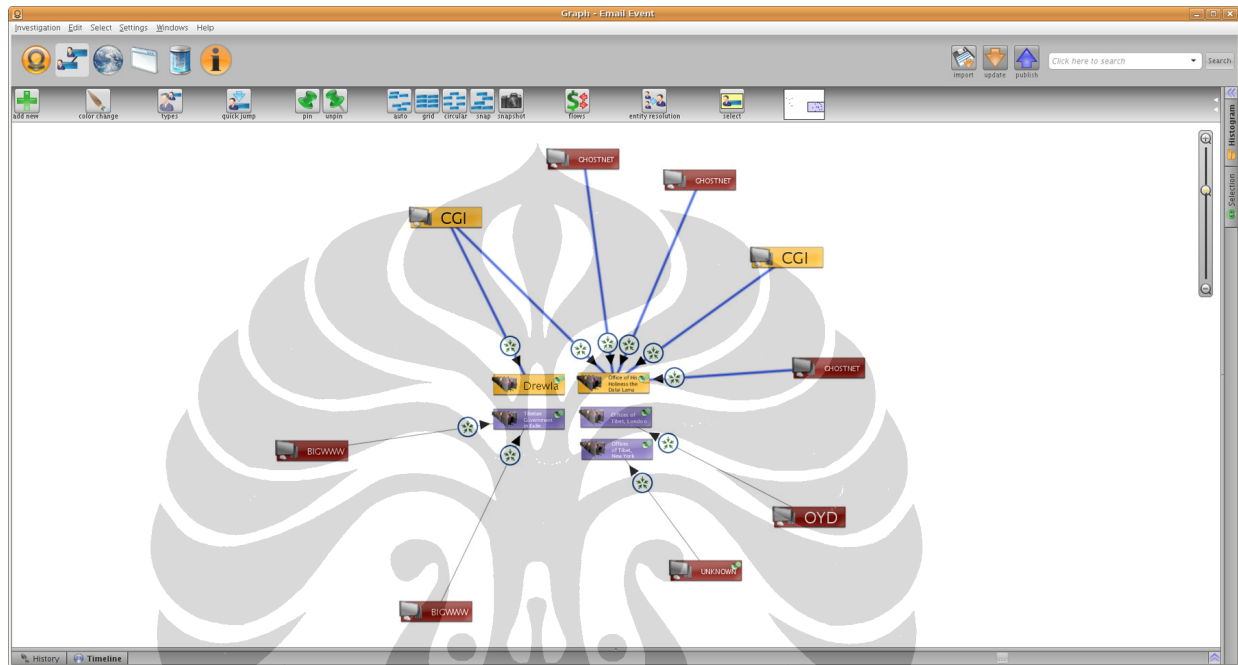 Graph - Email Event
Investigation Edit Select Settings Windows Help
import update publish
Click here to search
Search
add new color change types quick jump pin unpin auto grid circular snap snapshot flows entity resolution select
Histogram
Selection
GHOSTNET
GHOSTNET
CGI
CGI
GHOSTNET
Drewla
Office of His
Holiness the
Dalai Lama
Tibetan
Government
in Exile
Offices of
Tibet, London
Offices
of Tibet,
New York
BIGWWW
OYD
UNKNOWN
BIGWWW
History Timeline